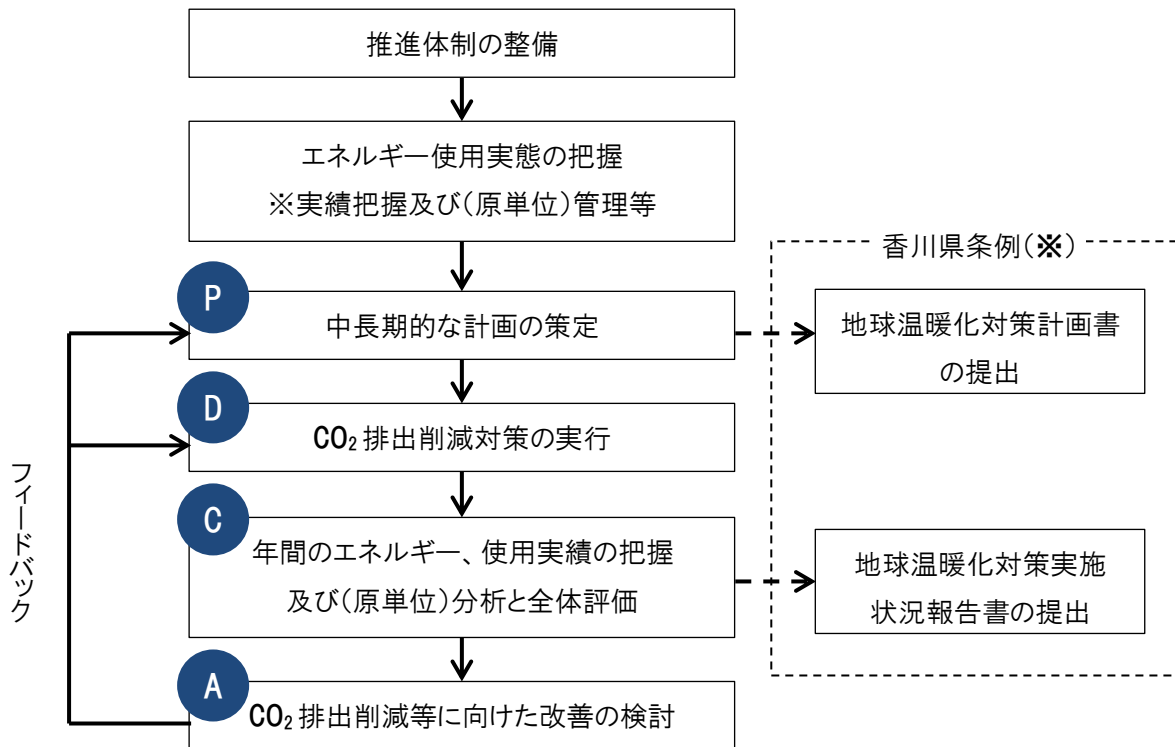 推進体制の整備
エネルギー使用実態の把握
※実績把握及び(原単位)管理等
香川県条例(※)
P
中長期的な計画の策定
地球温暖化対策計画書
の提出
D
CO2排出削減対策の実行
フィードバック
C
年間のエネルギー、使用実績の把握
及び(原単位)分析と全体評価
地球温暖化対策実施
状況報告書の提出
A
CO2排出削減等に向けた改善の検討